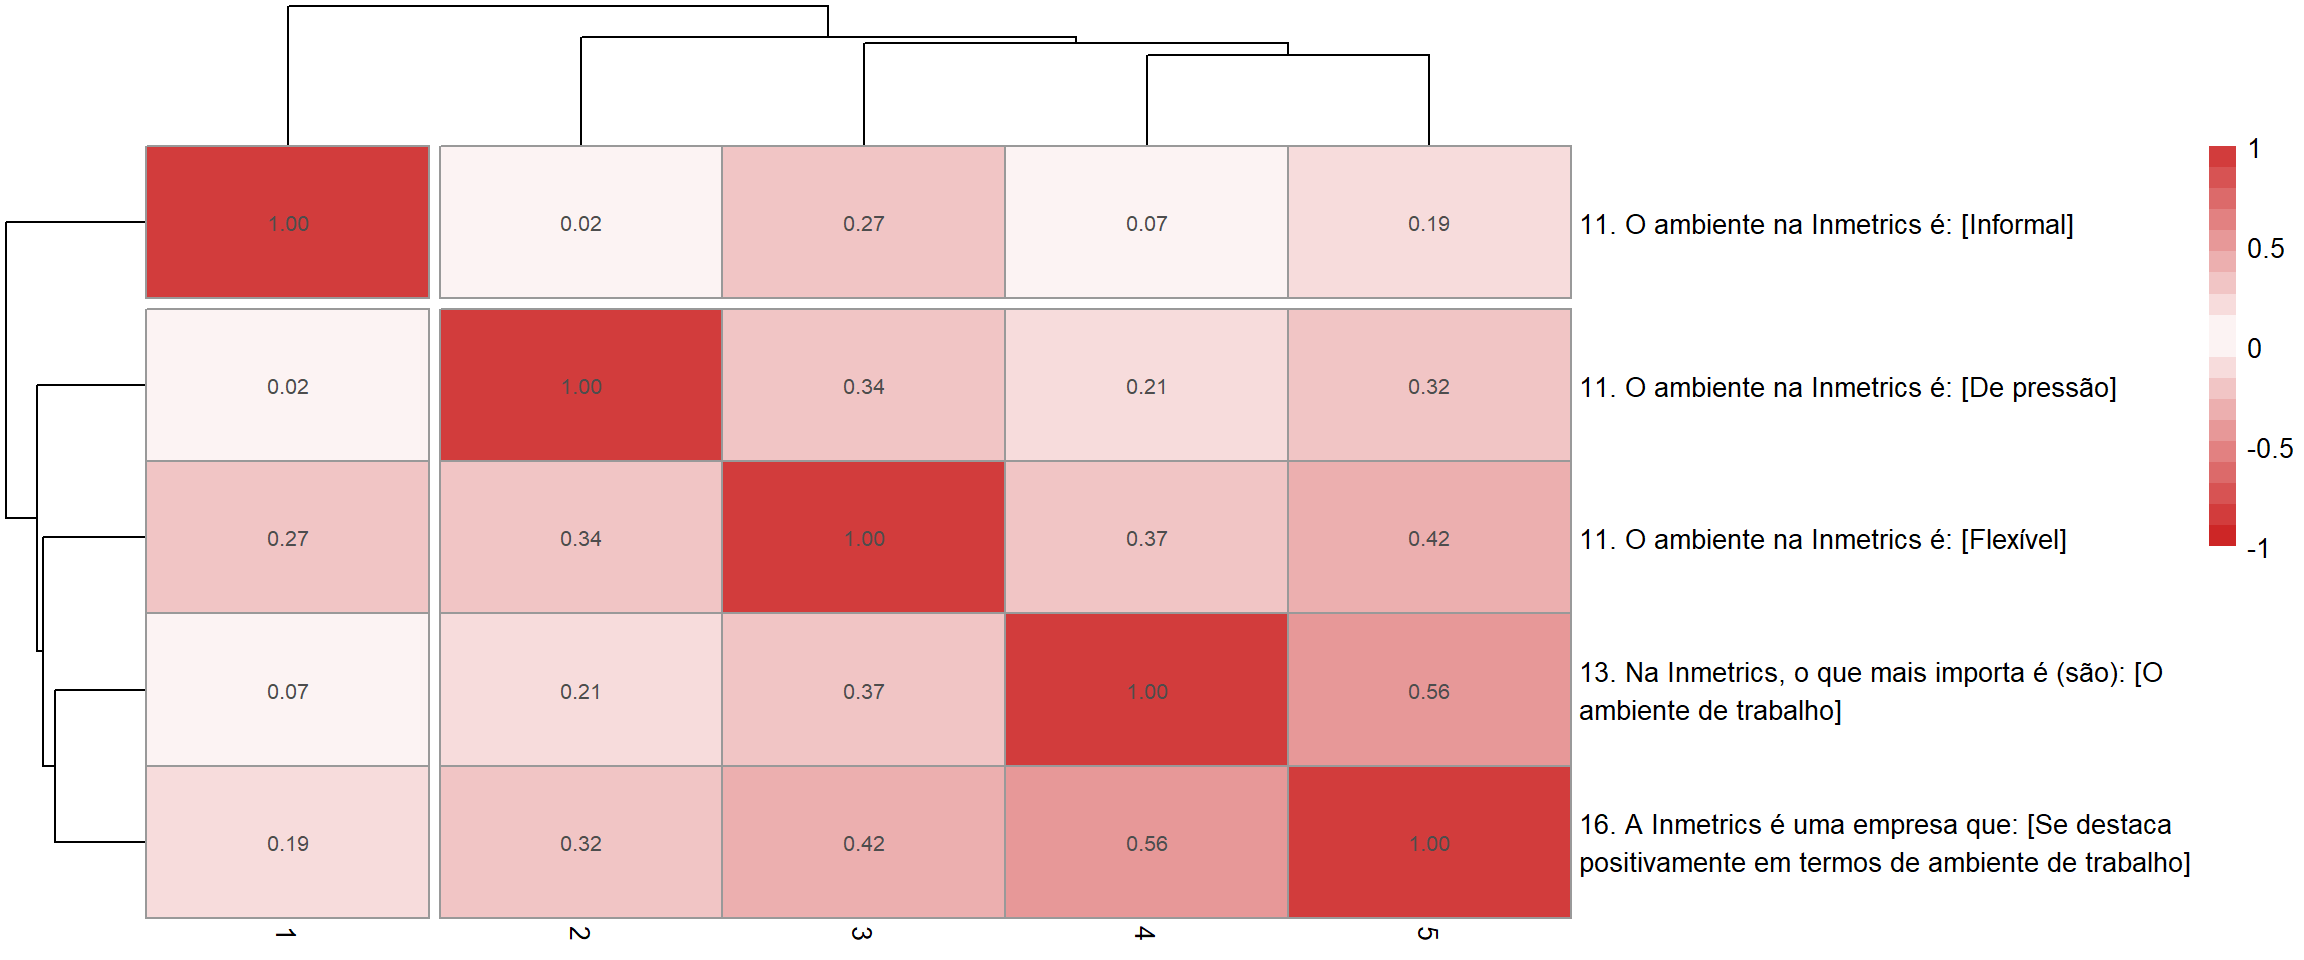 1.00 0.02 0.27 0.07 0.19 11. O ambiente na Inmetrics é: [Informal]
0.02 1.00 0.34 0.21 0.32 11. O ambiente na Inmetrics é: [De pressão]
0.27 0.34 1.00 0.37 0.42 11. O ambiente na Inmetrics é: [Flexível]
0.07 0.21 0.37 1.00 0.56 13. Na Inmetrics, o que mais importa é (são): [O
ambiente de trabalho]
0.19 0.32 0.42 0.56 1.00 16. A Inmetrics é uma empresa que: [Se destaca
positivamente em termos de ambiente de trabalho]
1 2 3 4 5
1
0.5
0
-0.5
-1